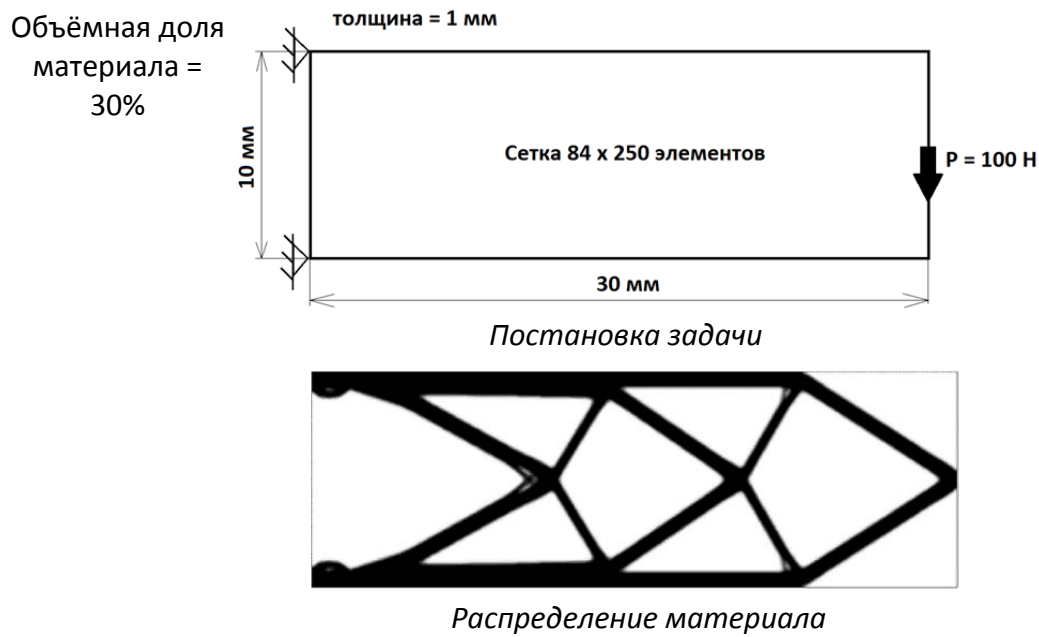 Объёмная доля
материала =
30%
толщина = 1 мм
10 мм
Сетка 84 x 250 элементов
P = 100 Н
30 мм
Постановка задачи
Распределение материала